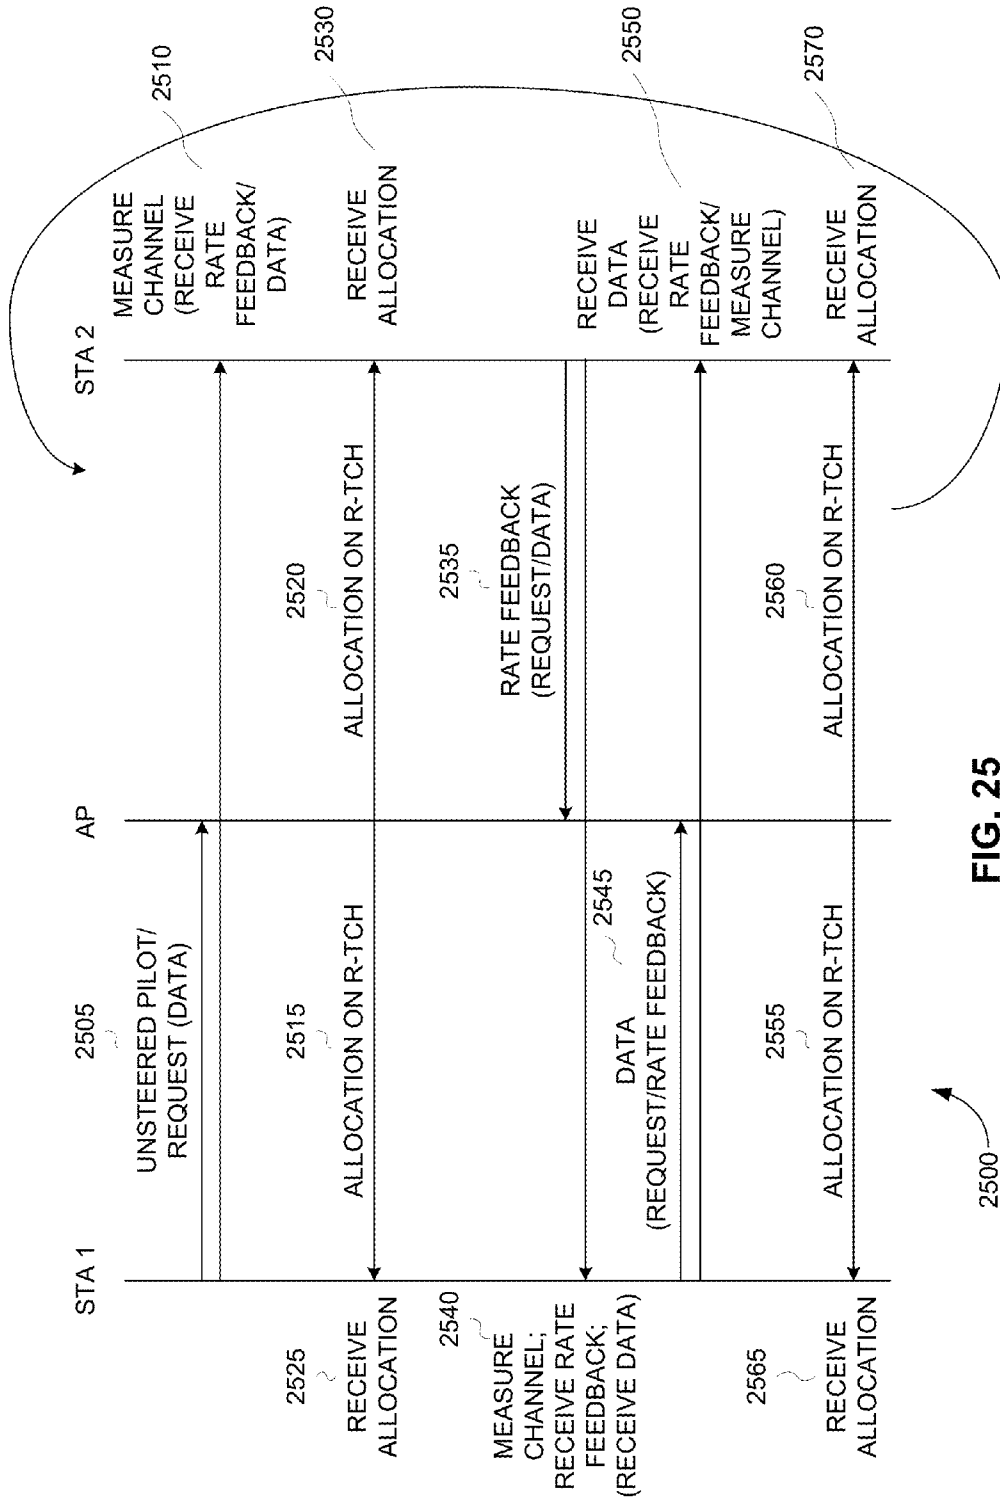 STA 1
AP
STA 2
2505
UNSTEERED PILOT/
REQUEST (DATA)
2510
MEASURE
CHANNEL
(RECEIVE
RATE
FEEDBACK/
DATA)
2515
ALLOCATION ON R-TCH
2520
ALLOCATION ON R-TCH
2525
RECEIVE
ALLOCATION
2530
RECEIVE
ALLOCATION
2535
RATE FEEDBACK
(REQUEST/DATA)
2540
MEASURE
CHANNEL;
RECEIVE RATE
FEEDBACK;
(RECEIVE DATA)
2545
DATA
(REQUEST/RATE FEEDBACK)
2550
RECEIVE
DATA
(RECEIVE
RATE
FEEDBACK/
MEASURE
CHANNEL)
2555
ALLOCATION ON R-TCH
2560
ALLOCATION ON R-TCH
2565
RECEIVE
ALLOCATION
2570
RECEIVE
ALLOCATION
2500
FIG. 25